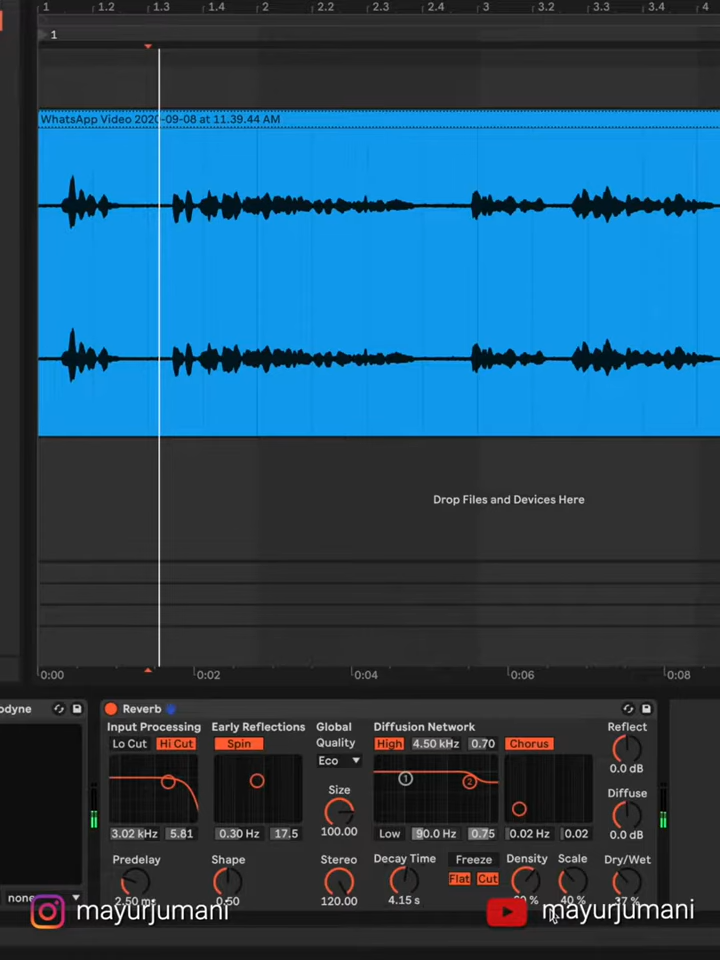 1 1.2 1.3 1.4 2 2.2 2.3 2.4 3 3.2 3.3 3.4 4
1
WhatsApp Video 2020-09-08 at 11.39.44 AM
Drop Files and Devices Here
0:00 0:02 0:04 0:06 0:08
odyne Reverb
Input Processing Early Reflections Global Diffusion Network Reflect
Lo Cut Hi Cut Spin Quality High 4.50 kHz 0.70 Chorus
Eco 0.0 dB
1 2
Size Diffuse
3.02 kHz 5.81 0.30 Hz 17.5 100.00 Low 90.0 Hz 0.75 0.02 Hz 0.02 0.0 dB
Predelay Shape Stereo Decay Time Freeze Density Scale Dry/Wet
Flat Cut
none 2.50 ms 0.50 120.00 4.15 s 40 % 37 %
mayurjumani mayurjumani